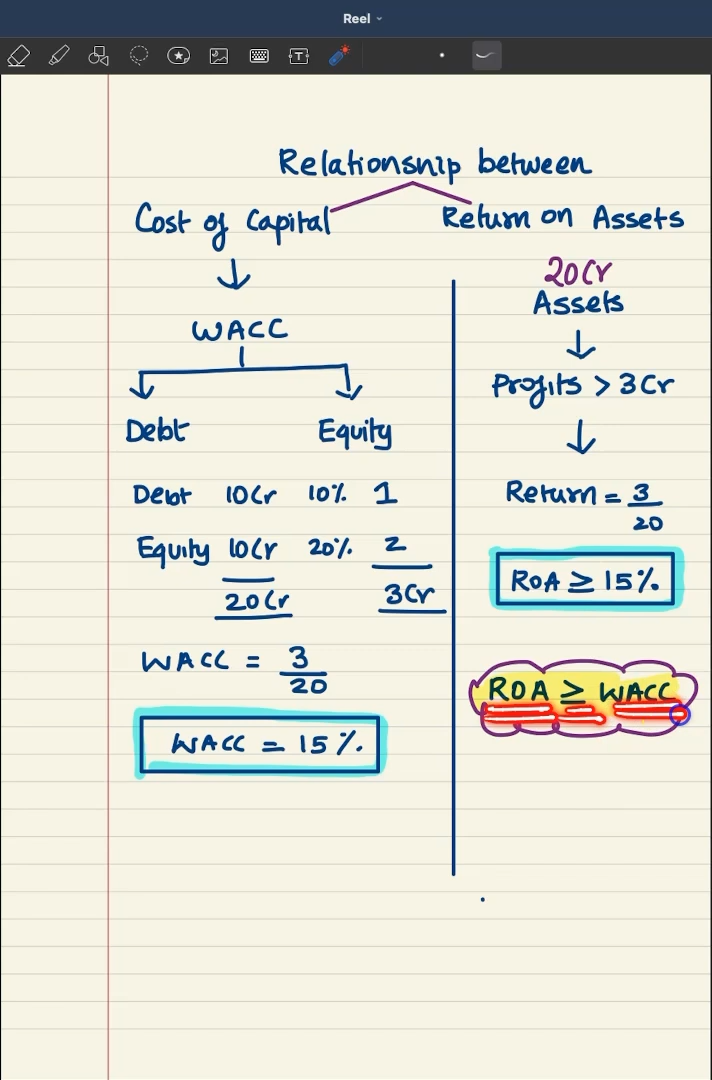 Reel
Relationship between
Cost of Capital
Return on Assets
WACC
Debt Equity
Debt 10Cr 10% 1
Equity 10Cr 20% 2
20Cr 3Cr
WACC = 3/20
WACC = 15%
20Cr
Assets
Profits > 3Cr
Return = 3/20
ROA ≥ 15%
ROA ≥ WACC